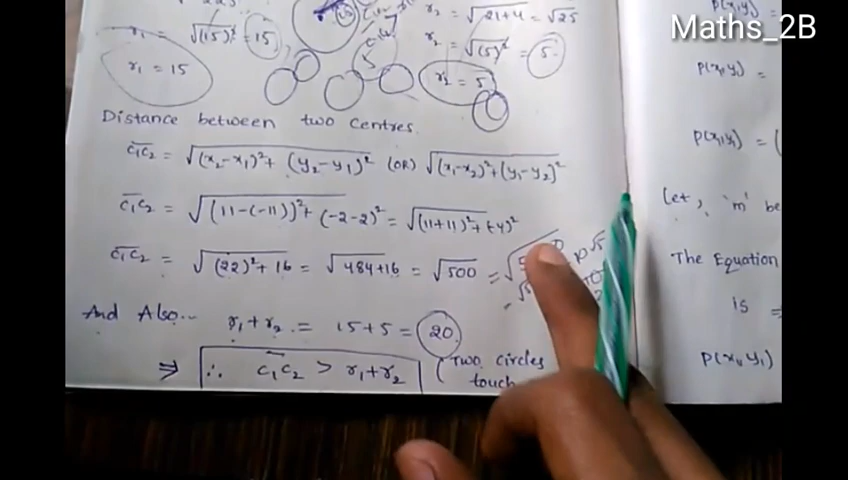 Maths_2B
r₂ = √(21+4) = √25
√(15)² = 15
r₂ = √(5)² = 5
r₁ = 15
r₂ = 5
Distance between two centres
C₁C₂ = √((x₂-x₁)² + (y₂-y₁)²) (OR) √((x₁-x₂)² + (y₁-y₂)²)
C₁C₂ = √((11-(-11))² + (-2-2)²) = √((11+11)² + (-4)²)
C₁C₂ = √((22)² + 16) = √(484+16) = √500 =
And Also... r₁+r₂ = 15+5 = 20
⇒ ∴ C₁C₂ > r₁+r₂ (Two circles
touch
P(x₁,y₁) =
P(x₁,y₁) = (
Let, 'm' be
The Equation
is ⇒
P(x₁,y₁)